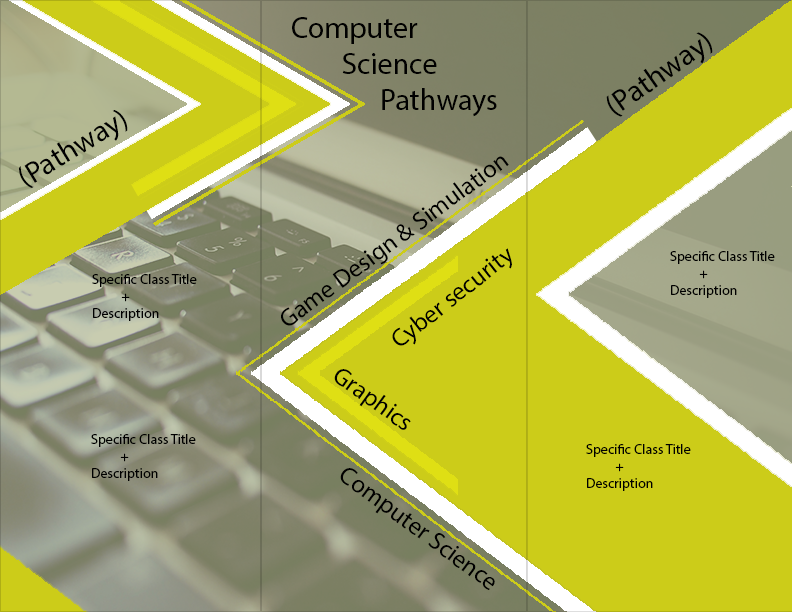 Computer
Science
Pathways
(Pathway)
(Pathway)
Game Design & Simulation
Cyber security
Graphics
Computer Science
Specific Class Title
+
Description
Specific Class Title
+
Description
Specific Class Title
+
Description
Specific Class Title
+
Description